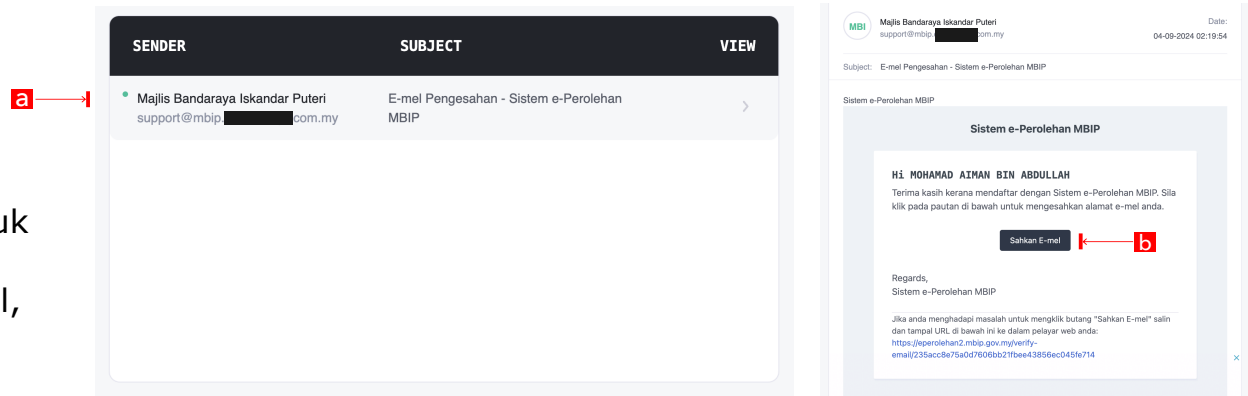 SENDER SUBJECT VIEW
a
Majlis Bandaraya Iskandar Puteri E-mel Pengesahan - Sistem e-Perolehan
support@mbip. com.my MBIP
uk
l,
MBI Majlis Bandaraya Iskandar Puteri Date:
support@mbip. com.my 04-09-2024 02:19:54
Subject: E-mel Pengesahan - Sistem e-Perolehan MBIP
Sistem e-Perolehan MBIP
Sistem e-Perolehan MBIP
Hi MOHAMAD AIMAN BIN ABDULLAH
Terima kasih kerana mendaftar dengan Sistem e-Perolehan MBIP. Sila
klik pada pautan di bawah untuk mengesahkan alamat e-mel anda.
Sahkan E-mel b
Regards,
Sistem e-Perolehan MBIP
Jika anda menghadapi masalah untuk mengklik butang "Sahkan E-mel" salin
dan tampal URL di bawah ini ke dalam pelayar web anda:
https://eperolehan2.mbip.gov.my/verify-
email/235acc8e75a0d7606bb21fbee43856ec045fe714